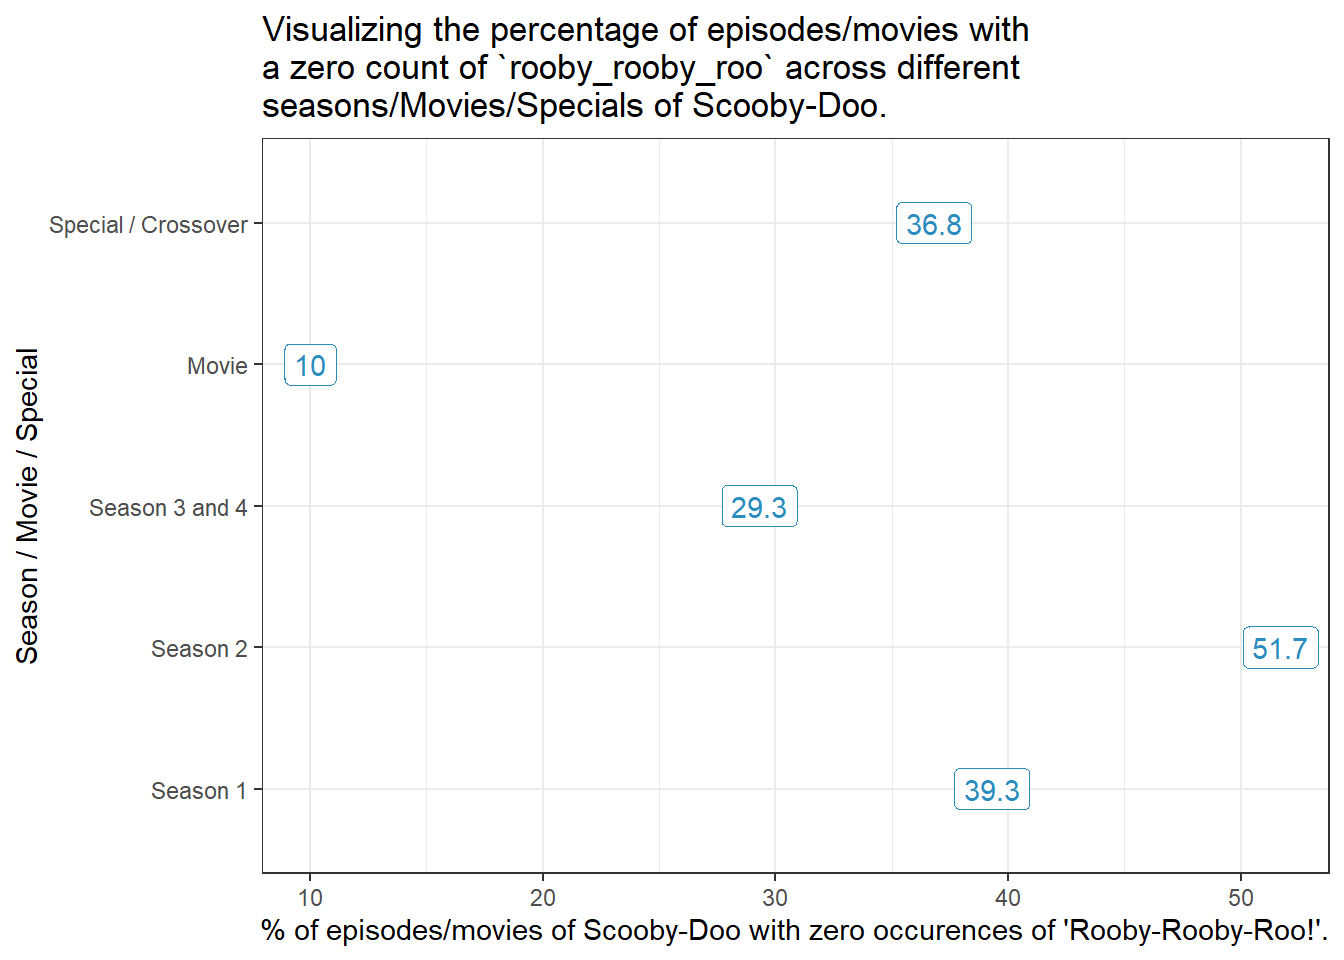 Visualizing the percentage of episodes/movies with
a zero count of `rooby_rooby_roo` across different
seasons/Movies/Specials of Scooby-Doo.
Season / Movie / Special
Special / Crossover
36.8
Movie
10
Season 3 and 4
29.3
Season 2
51.7
Season 1
39.3
10 20 30 40 50
% of episodes/movies of Scooby-Doo with zero occurences of 'Rooby-Rooby-Roo!'.